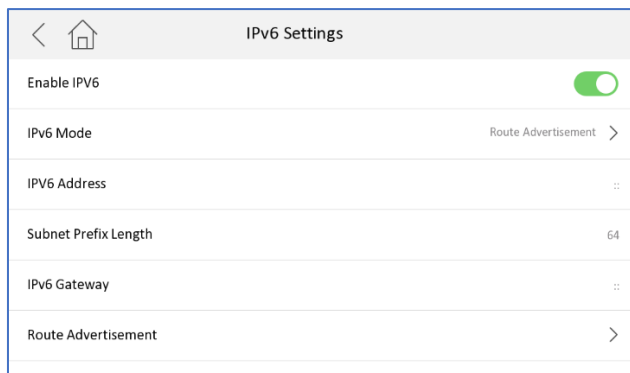 IPv6 Settings
Enable IPV6
IPv6 Mode Route Advertisement
IPV6 Address ::
Subnet Prefix Length 64
IPv6 Gateway ::
Route Advertisement